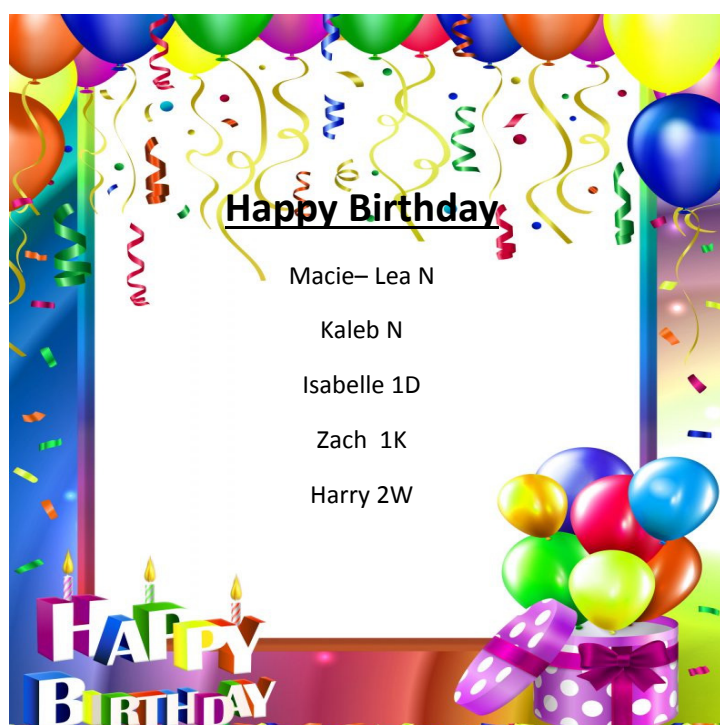 Happy Birthday
Macie– Lea N
Kaleb N
Isabelle 1D
Zach 1K
Harry 2W
HAPPY
BIRTHDAY